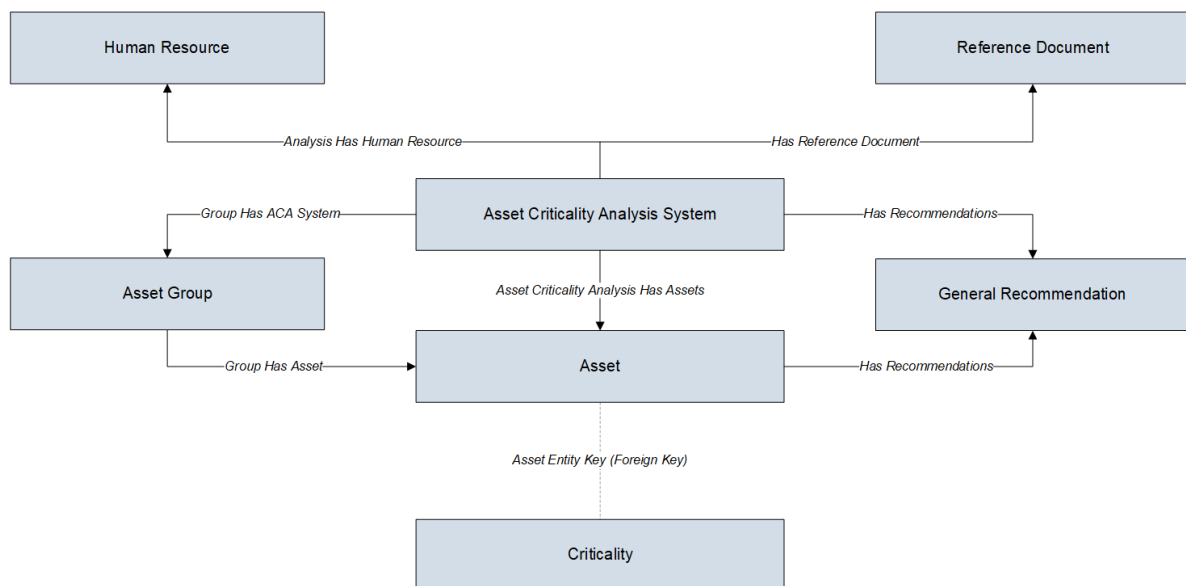 Human Resource
Reference Document
Analysis Has Human Resource
Has Reference Document
Asset Criticality Analysis System
Group Has ACA System
Has Recommendations
Asset Group
Asset Criticality Analysis Has Assets
General Recommendation
Group Has Asset
Asset
Has Recommendations
Asset Entity Key (Foreign Key)
Criticality